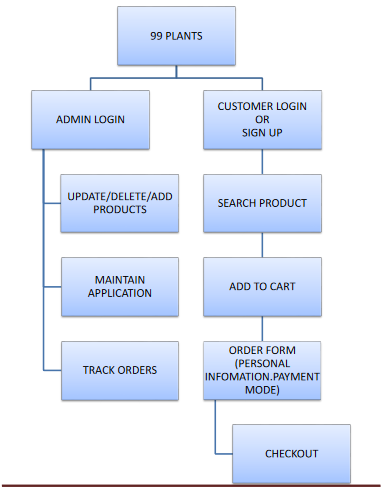 99 PLANTS
ADMIN LOGIN
CUSTOMER LOGIN
OR
SIGN UP
UPDATE/DELETE/ADD
PRODUCTS
SEARCH PRODUCT
MAINTAIN
APPLICATION
ADD TO CART
TRACK ORDERS
ORDER FORM
(PERSONAL
INFOMATION.PAYMENT
MODE)
CHECKOUT